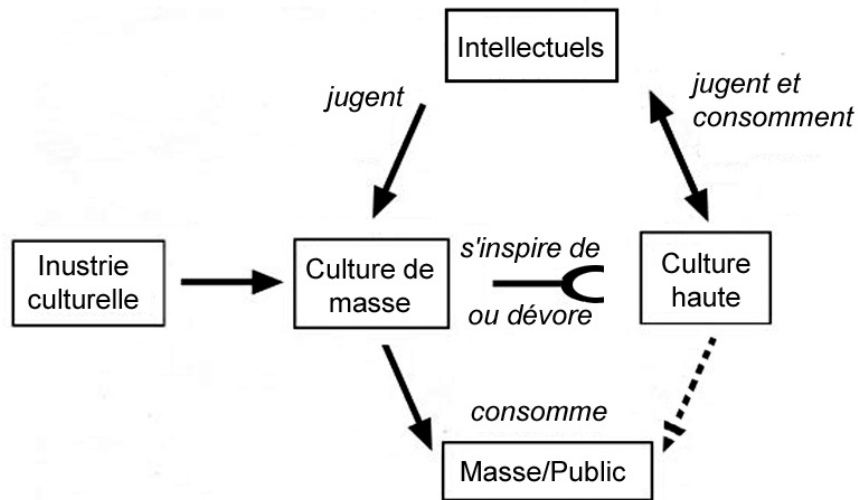 Intellectuels
jugent
jugent et
consomment
Inustrie
culturelle
Culture de
masse
s'inspire de
ou dévore
Culture
haute
consomme
Masse/Public